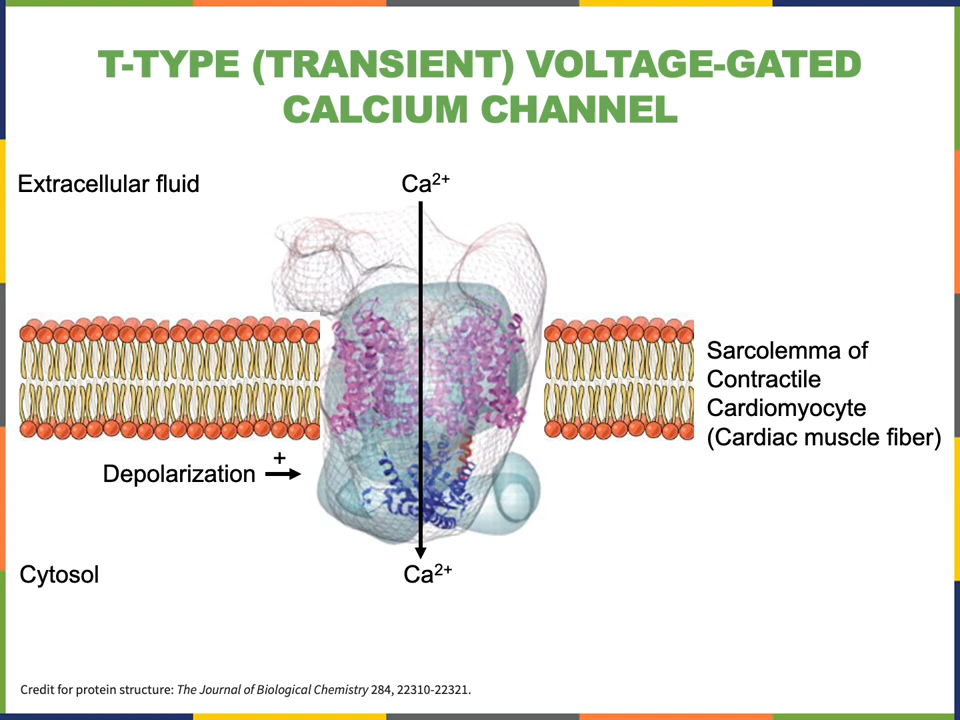 T-TYPE (TRANSIENT) VOLTAGE-GATED
CALCIUM CHANNEL
Extracellular fluid
Ca²⁺
Sarcolemma of
Contractile
Cardiomyocyte
(Cardiac muscle fiber)
+
Depolarization
Cytosol
Ca²⁺
Credit for protein structure: The Journal of Biological Chemistry 284, 22310-22321.